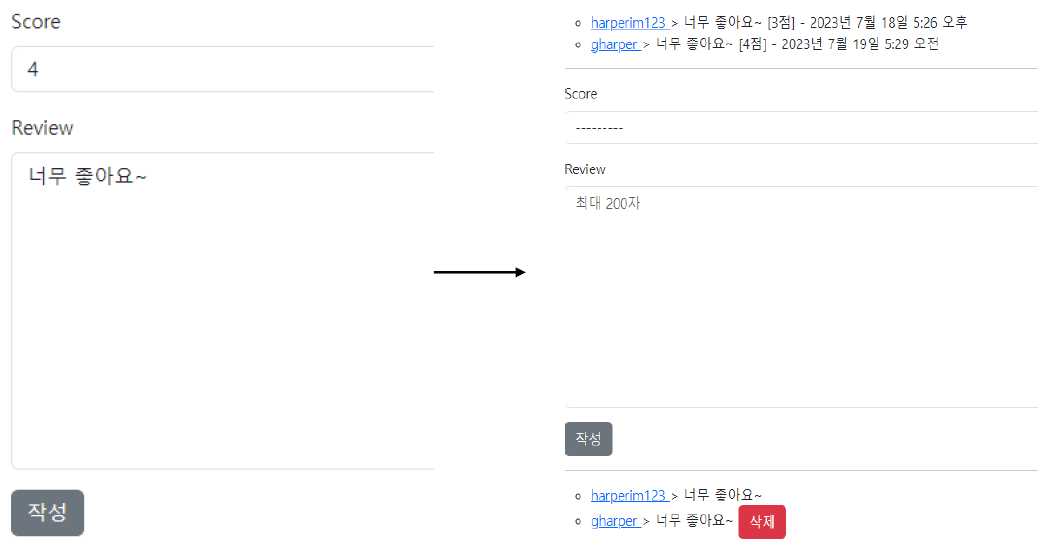 Score
4
Review
너무 좋아요~
작성
harperim123 > 너무 좋아요~ [3점] - 2023년 7월 18일 5:26 오후
gharper > 너무 좋아요~ [4점] - 2023년 7월 19일 5:29 오전
Score
---------
Review
최대 200자
작성
harperim123 > 너무 좋아요~
gharper > 너무 좋아요~ 삭제